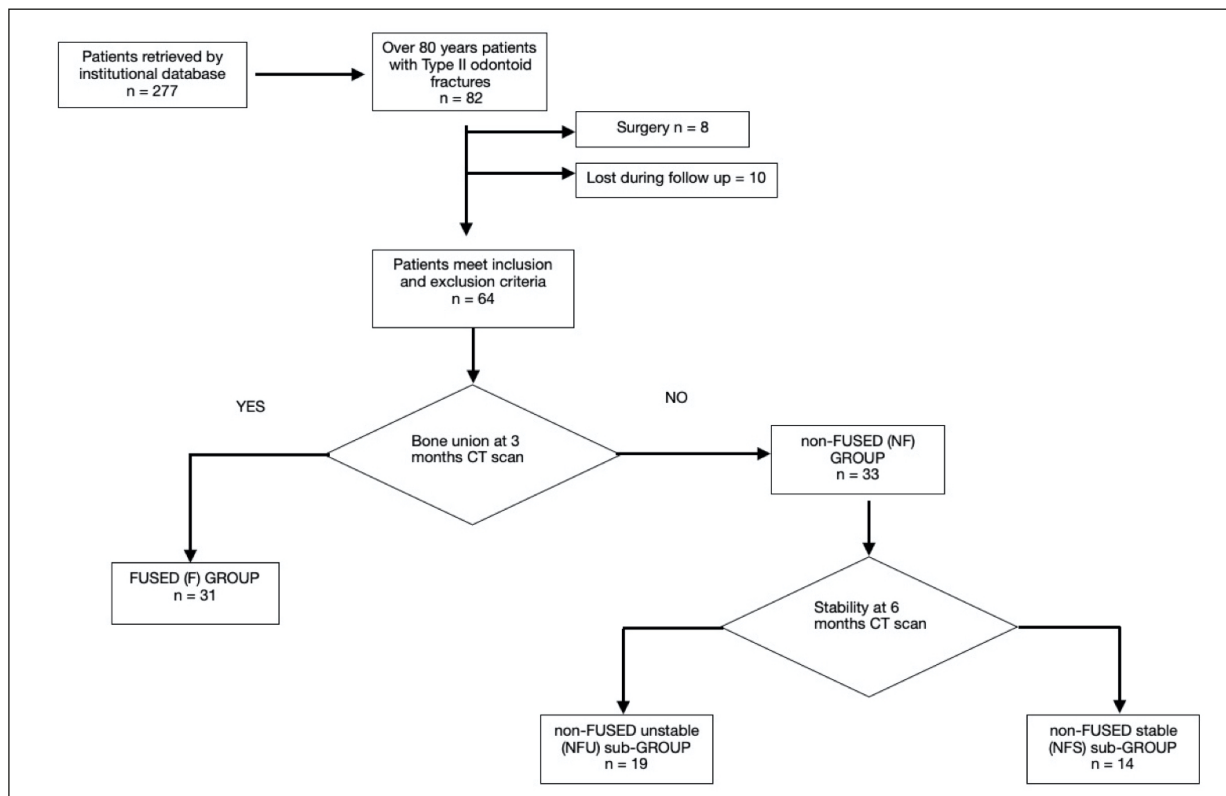 Patients retrieved by
institutional database
n = 277
Over 80 years patients
with Type II odontoid
fractures
n = 82
Surgery n = 8
Lost during follow up = 10
Patients meet inclusion
and exclusion criteria
n = 64
YES
NO
Bone union at 3
months CT scan
non-FUSED (NF)
GROUP
n = 33
FUSED (F) GROUP
n = 31
Stability at 6
months CT scan
non-FUSED unstable
(NFU) sub-GROUP
n = 19
non-FUSED stable
(NFS) sub-GROUP
n = 14